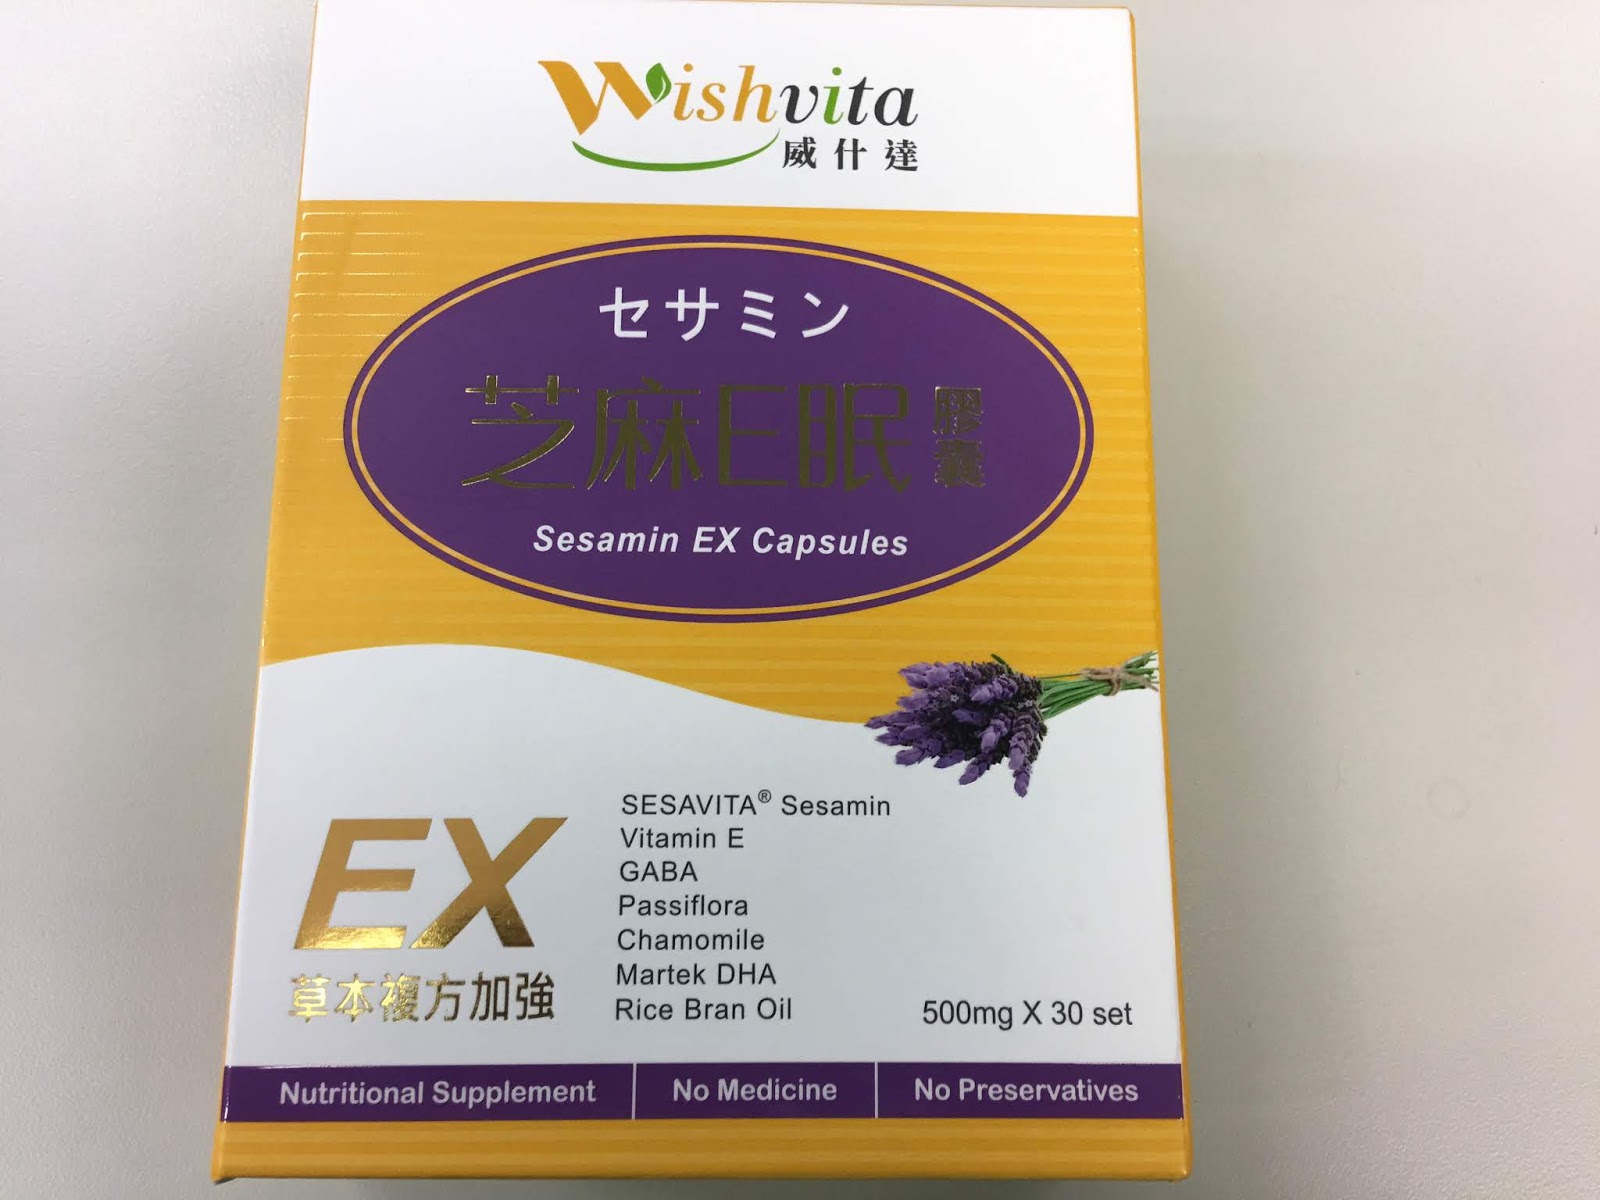 Wishvita
威什達
セサミン
芝麻E眠 膠囊
Sesamin EX Capsules
EX
草本複方加強
SESAVITA® Sesamin
Vitamin E
GABA
Passiflora
Chamomile
Martek DHA
Rice Bran Oil
500mg X 30 set
Nutritional Supplement
No Medicine
No Preservatives